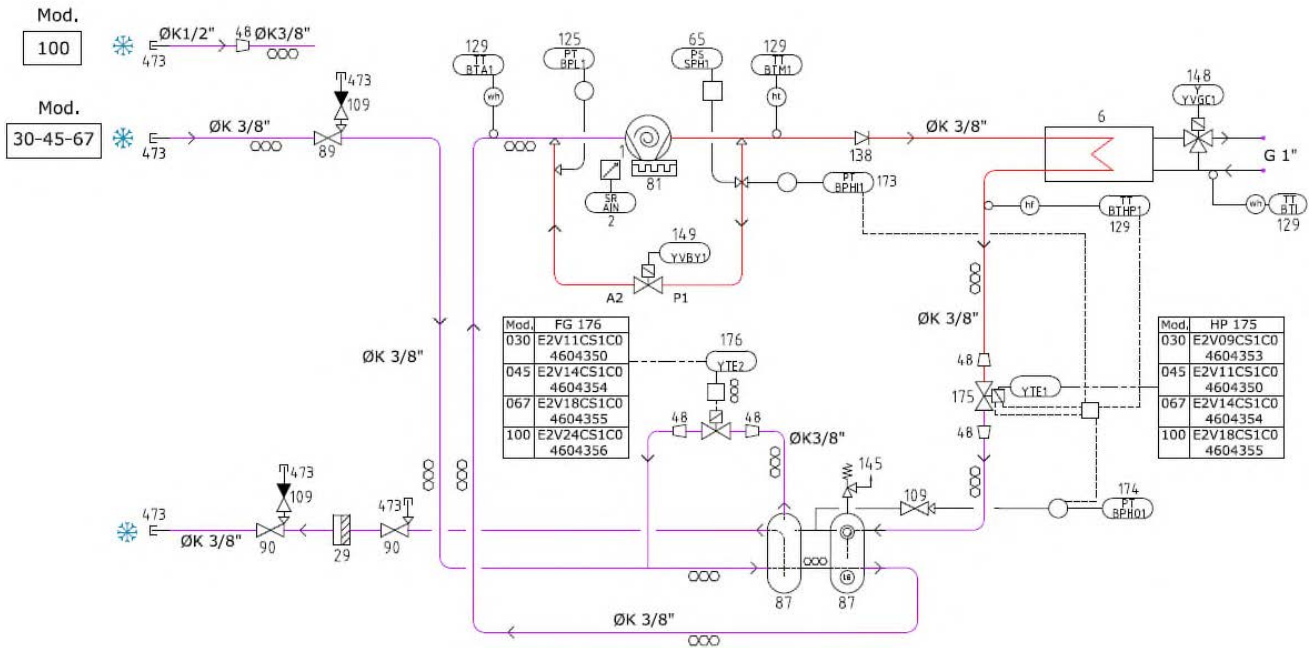 Mod.
100
473
ØK1/2"
48
ØK3/8"
Mod.
30-45-67
473
ØK 3/8"
473
109
89
129
TT
BTA1
wh
125
PT
BPL1
65
PS
SPH1
129
TT
BTM1
ht
1
81
SR
AIN
2
138
PT
BPHI1
173
ØK 3/8"
6
148
Y
YVGC1
G 1"
wh
TT
BTI
129
hf
TT
BTHP1
129
149
YVBY1
A2
P1
ØK 3/8"
Mod. FG 176
030 E2V11CS1C0
4604350
045 E2V14CS1C0
4604354
067 E2V18CS1C0
4604355
100 E2V24CS1C0
4604356
176
YTE2
48
48
ØK3/8"
ØK 3/8"
48
175
YTE1
48
Mod. HP 175
030 E2V09CS1C0
4604353
045 E2V11CS1C0
4604350
067 E2V14CS1C0
4604354
100 E2V18CS1C0
4604355
473
ØK 3/8"
473
109
90
29
473
90
145
109
174
PT
BPHO1
87
87
ØK 3/8"